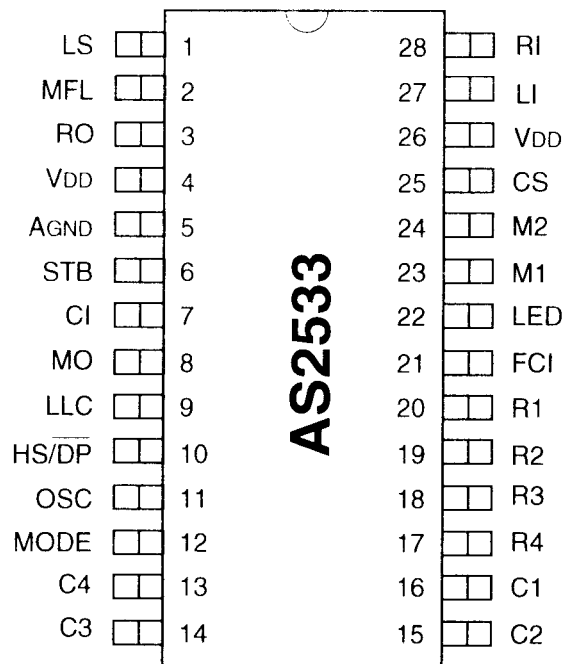 LS 1 28 RI
MFL 2 27 LI
RO 3 26 VDD
VDD 4 25 CS
AGND 5 24 M2
STB 6 23 M1
CI 7 22 LED
MO 8 21 FCI
LLC 9 20 R1
HS/D̅P̅ 10 19 R2
OSC 11 18 R3
MODE 12 17 R4
C4 13 16 C1
C3 14 15 C2
AS2533